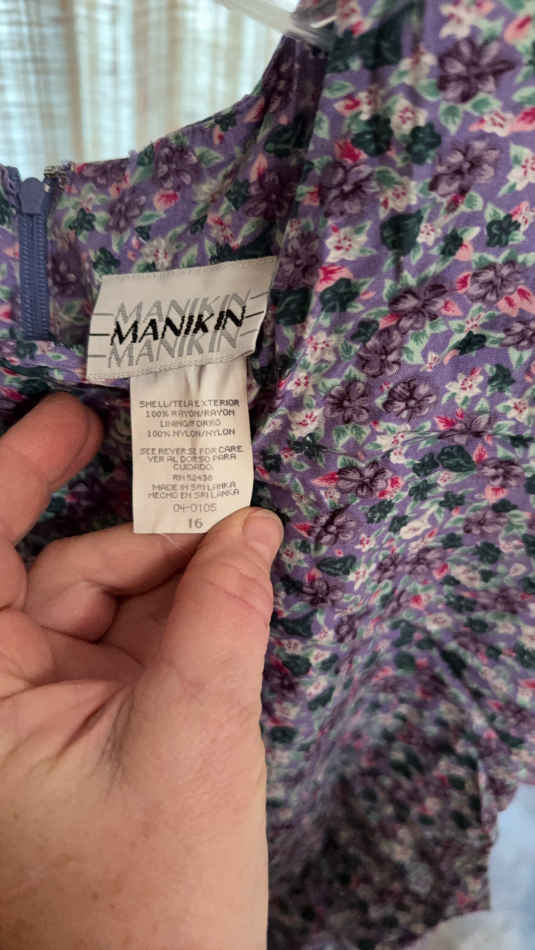 MANIKIN
MANIKIN
MANIKIN
SHELL/TELA EXTERIOR
100% RAYON/RAYON
LINING/FORRO
100% NYLON/NYLON
SEE REVERSE FOR CARE
VER AL DORSO PARA
CUIDADO.
RN 52436
MADE IN SRI LANKA
HECHO EN SRI LANKA
04-0105
16